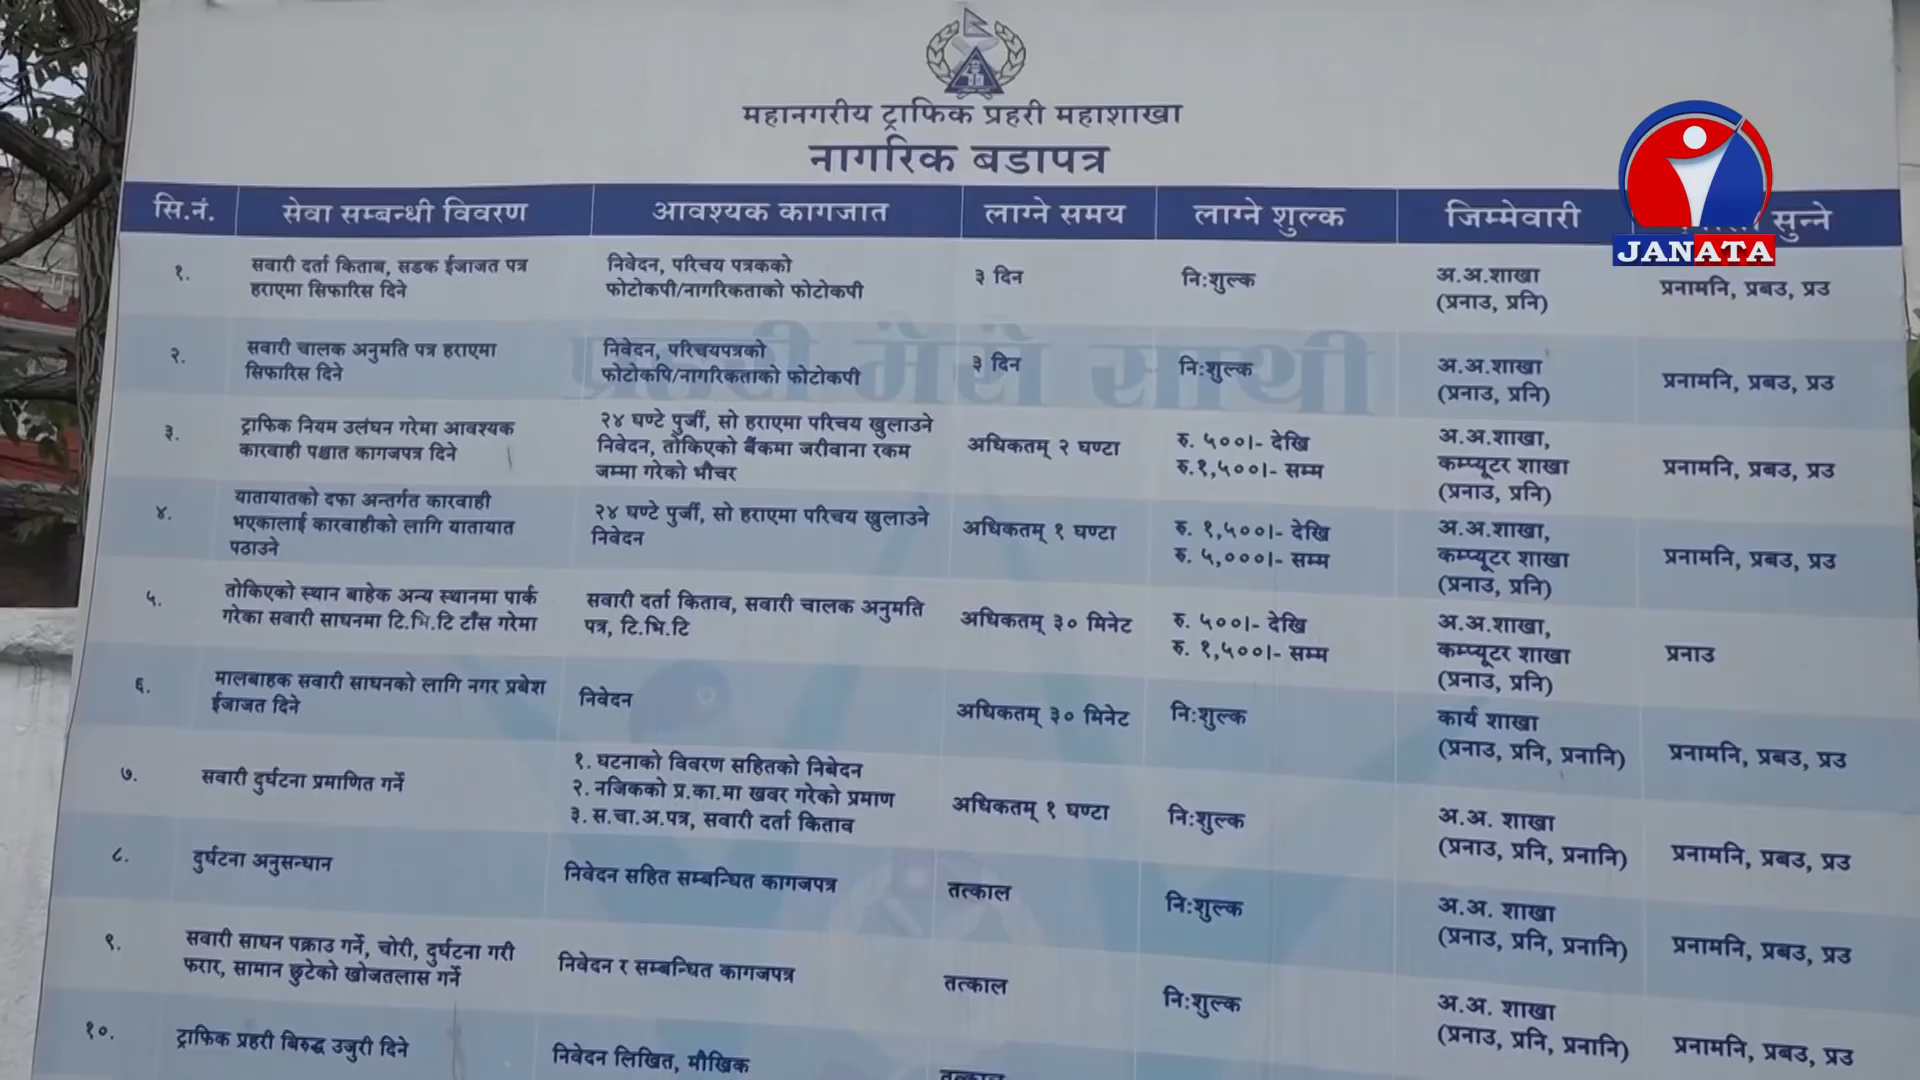 महानगरीय ट्राफिक प्रहरी महाशाखा
नागरिक बडापत्र
सि.नं. सेवा सम्बन्धी विवरण आवश्यक कागजात लाग्ने समय लाग्ने शुल्क जिम्मेवारी सुन्ने
JANATA
१. सवारी दर्ता किताब, सडक ईजाजत पत्र
हराएमा सिफारिस दिने
निवेदन, परिचय पत्रकको
फोटोकपी/नागरिकताको फोटोकपी
३ दिन
नि:शुल्क
अ.अ.शाखा
(प्रनाउ, प्रनि)
प्रनामनि, प्रबउ, प्रउ
प्रहरी मेरो साथी
२. सवारी चालक अनुमति पत्र हराएमा
सिफारिस दिने
निवेदन, परिचयपत्रको
फोटोकपि/नागरिकताको फोटोकपी
३ दिन
नि:शुल्क
अ.अ.शाखा
(प्रनाउ, प्रनि)
प्रनामनि, प्रबउ, प्रउ
३. ट्राफिक नियम उलंघन गरेमा आवश्यक
कारवाही पश्चात कागजपत्र दिने
२४ घण्टे पुर्जी, सो हराएमा परिचय खुलाउने
निवेदन, तोकिएको बैंकमा जरीवाना रकम
जम्मा गरेको भौचर
अधिकतम् २ घण्टा
रु. ५००।- देखि
रु.१,५००।- सम्म
अ.अ.शाखा,
कम्प्यूटर शाखा
(प्रनाउ, प्रनि)
प्रनामनि, प्रबउ, प्रउ
४. यातायातको दफा अन्तर्गत कारवाही
भएकालाई कारवाहीको लागि यातायात
पठाउने
२४ घण्टे पुर्जी, सो हराएमा परिचय खुलाउने
निवेदन
अधिकतम् १ घण्टा
रु. १,५००।- देखि
रु. ५,०००।- सम्म
अ.अ.शाखा,
कम्प्यूटर शाखा
(प्रनाउ, प्रनि)
प्रनामनि, प्रबउ, प्रउ
५. तोकिएको स्थान बाहेक अन्य स्थानमा पार्क
गरेका सवारी साधनमा टि.भि.टि टाँस गरेमा
सवारी दर्ता किताव, सवारी चालक अनुमति
पत्र, टि.भि.टि
अधिकतम् ३० मिनेट
रु. ५००।- देखि
रु. १,५००।- सम्म
अ.अ.शाखा,
कम्प्यूटर शाखा
(प्रनाउ, प्रनि)
प्रनाउ
६. मालबाहक सवारी साधनको लागि नगर प्रबेश
ईजाजत दिने
निवेदन
अधिकतम् ३० मिनेट
नि:शुल्क
कार्य शाखा
(प्रनाउ, प्रनि, प्रनानि)
प्रनामनि, प्रबउ, प्रउ
७. सवारी दुर्घटना प्रमाणित गर्ने
१. घटनाको विवरण सहितको निबेदन
२. नजिकको प्र.का.मा खवर गरेको प्रमाण
३. स.चा.अ.पत्र, सवारी दर्ता किताव
अधिकतम् १ घण्टा
नि:शुल्क
अ.अ. शाखा
(प्रनाउ, प्रनि, प्रनानि)
प्रनामनि, प्रबउ, प्रउ
८. दुर्घटना अनुसन्धान
निवेदन सहित सम्बन्धित कागजपत्र
तत्काल
नि:शुल्क
अ.अ. शाखा
(प्रनाउ, प्रनि, प्रनानि)
प्रनामनि, प्रबउ, प्रउ
९. सवारी साधन पक्राउ गर्ने, चोरी, दुर्घटना गरी
फरार, सामान छुटेको खोजतलास गर्ने
निवेदन र सम्बन्धित कागजपत्र
तत्काल
नि:शुल्क
अ.अ. शाखा
(प्रनाउ, प्रनि, प्रनानि)
प्रनामनि, प्रबउ, प्रउ
१०. ट्राफिक प्रहरी बिरुद्ध उजुरी दिने
निवेदन लिखित, मौखिक
तत्काल